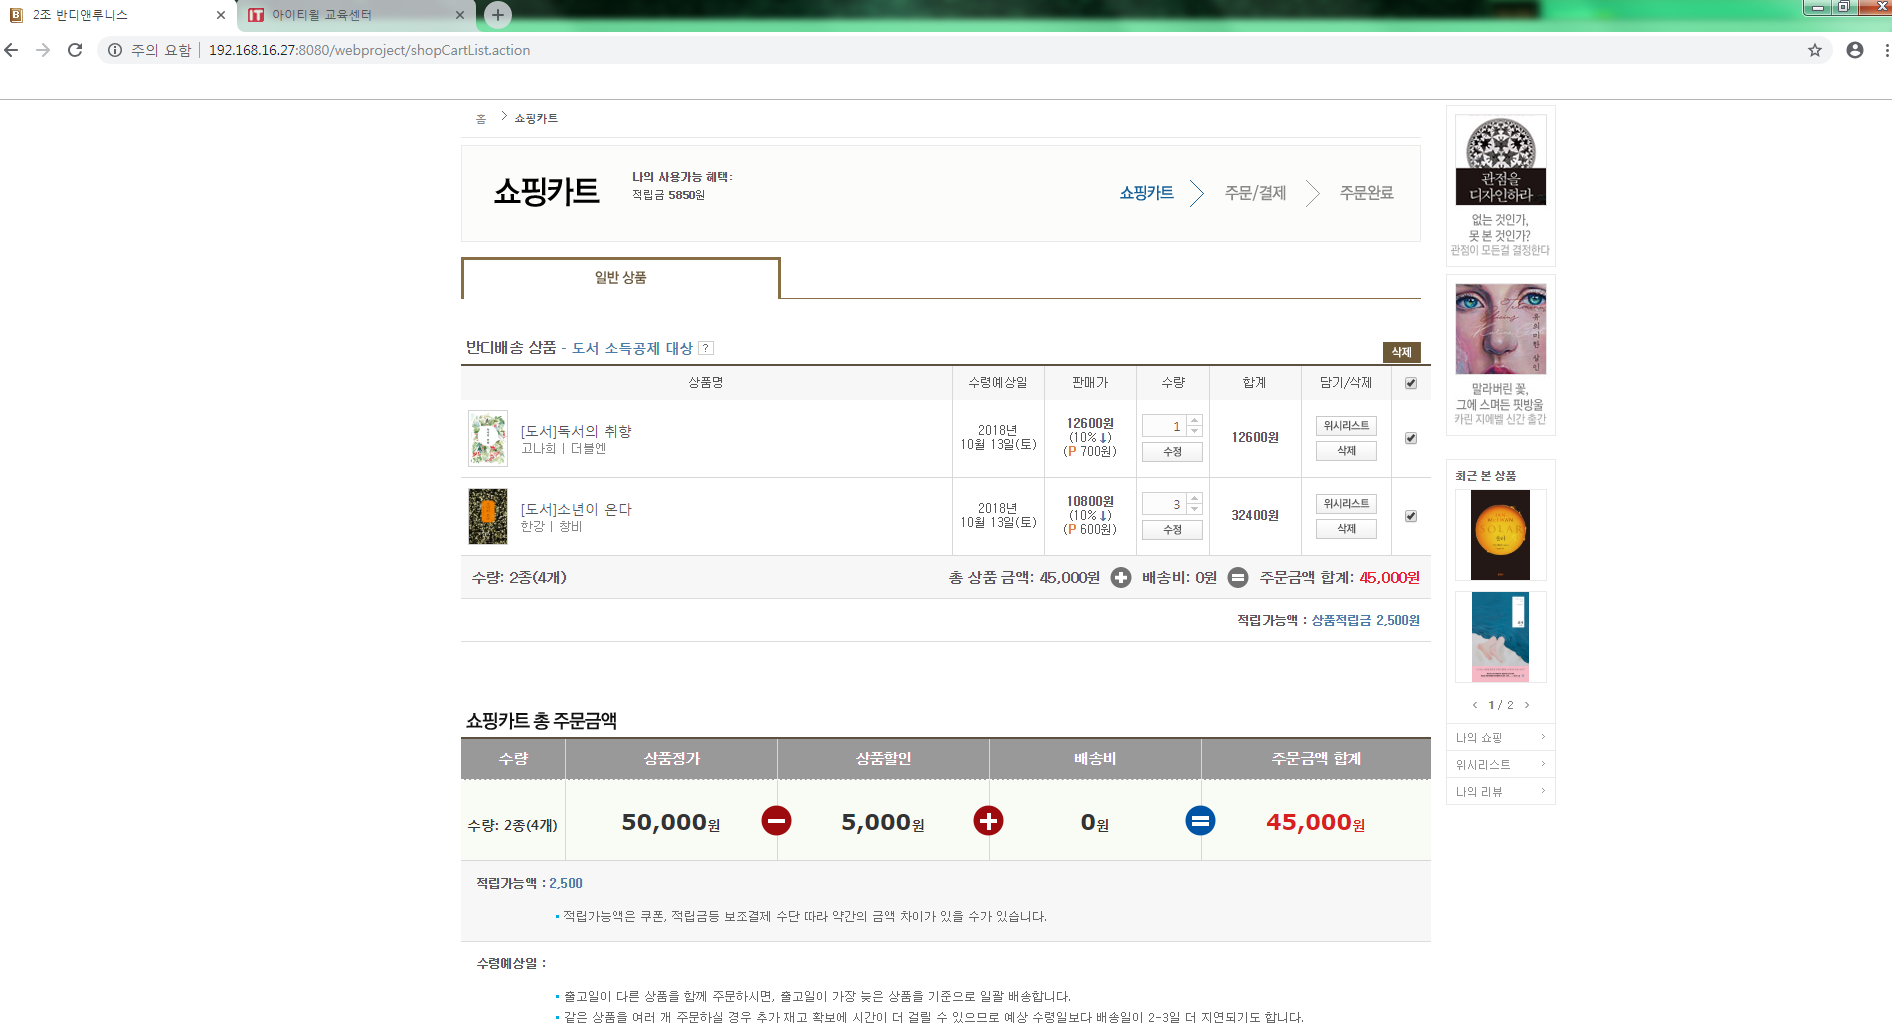 2조 반디앤루니스
아이티윌 교육센터
주의 요함 | 192.168.16.27:8080/webproject/shopCartList.action
홈 > 쇼핑카트
쇼핑카트
나의 사용가능 혜택:
적립금 5850원
쇼핑카트 > 주문/결제 > 주문완료
일반 상품
반디배송 상품 - 도서 소득공제 대상 ?
삭제
상품명 수령예상일 판매가 수량 합계 담기/삭제
[도서]독서의 취향
고나희 | 더블엔
2018년
10월 13일(토)
12600원
(10%↓)
(P 700원)
1
수정
12600원
위시리스트
삭제
[도서]소년이 온다
한강 | 창비
2018년
10월 13일(토)
10800원
(10%↓)
(P 600원)
3
수정
32400원
위시리스트
삭제
수량: 2종(4개) 총 상품 금액: 45,000원 + 배송비: 0원 = 주문금액 합계: 45,000원
적립가능액 : 상품적립금 2,500원
쇼핑카트 총 주문금액
수량 상품정가 상품할인 배송비 주문금액 합계
수량: 2종(4개) 50,000원 - 5,000원 + 0원 = 45,000원
적립가능액 : 2,500
• 적립가능액은 쿠폰, 적립금등 보조결제 수단 따라 약간의 금액 차이가 있을 수가 있습니다.
수령예상일 :
• 출고일이 다른 상품을 함께 주문하시면, 출고일이 가장 늦은 상품을 기준으로 일괄 배송합니다.
• 같은 상품을 여러 개 주문하실 경우 추가 재고 확보에 시간이 더 걸릴 수 있으므로 예상 수령일보다 배송일이 2-3일 더 지연되기도 합니다.
관점을
디자인하라
없는 것인가,
못 본 것인가?
관점이 모든걸 결정한다
유의미한 살인
말라버린 꽃,
그에 스며든 핏방울
카린 지에벨 신간 출간
최근 본 상품
SOLAR
< 1 / 2 >
나의 쇼핑 >
위시리스트 >
나의 리뷰 >